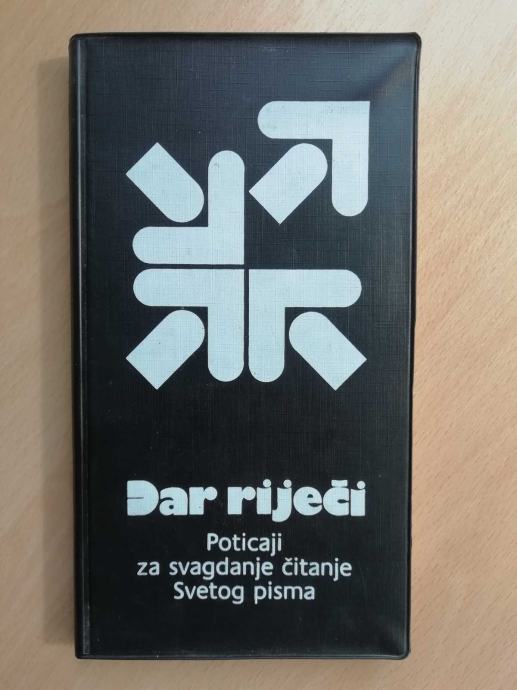 Dar riječi
Poticaji
za svagdanje čitanje
Svetog pisma